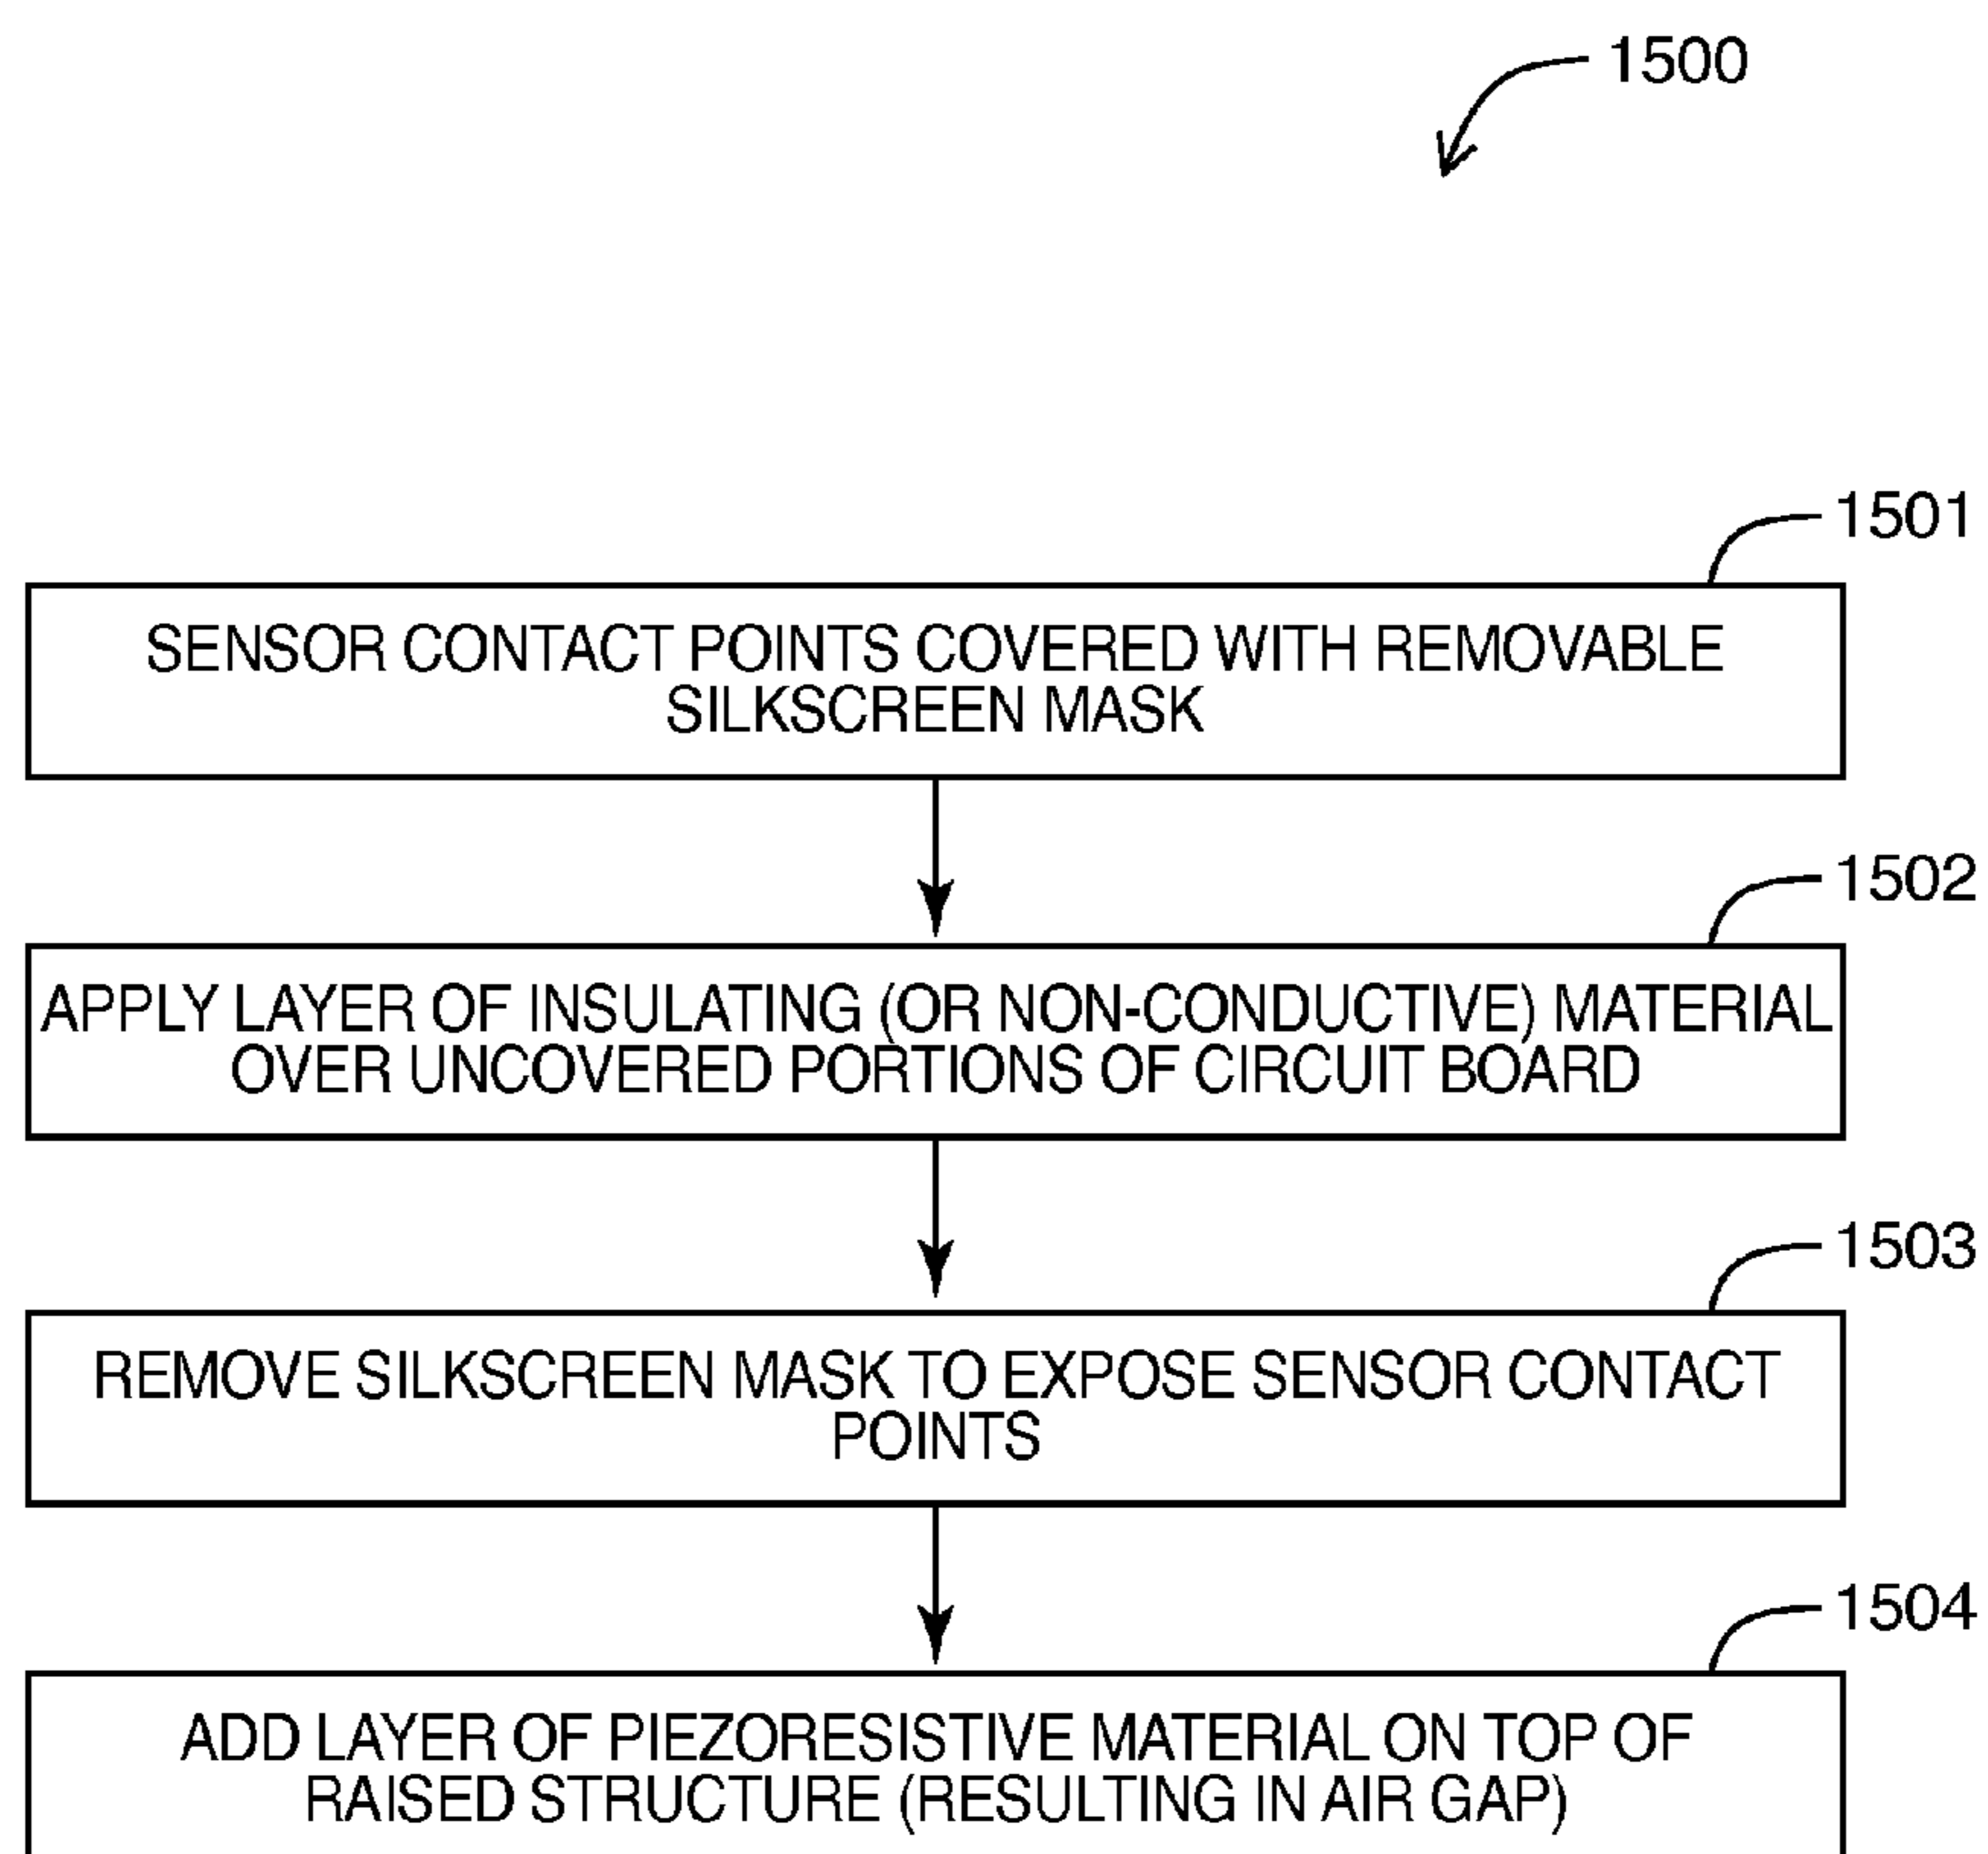 1500
1501
SENSOR CONTACT POINTS COVERED WITH REMOVABLE
SILKSCREEN MASK
1502
APPLY LAYER OF INSULATING (OR NON-CONDUCTIVE) MATERIAL
OVER UNCOVERED PORTIONS OF CIRCUIT BOARD
1503
REMOVE SILKSCREEN MASK TO EXPOSE SENSOR CONTACT
POINTS
1504
ADD LAYER OF PIEZORESISTIVE MATERIAL ON TOP OF
RAISED STRUCTURE (RESULTING IN AIR GAP)